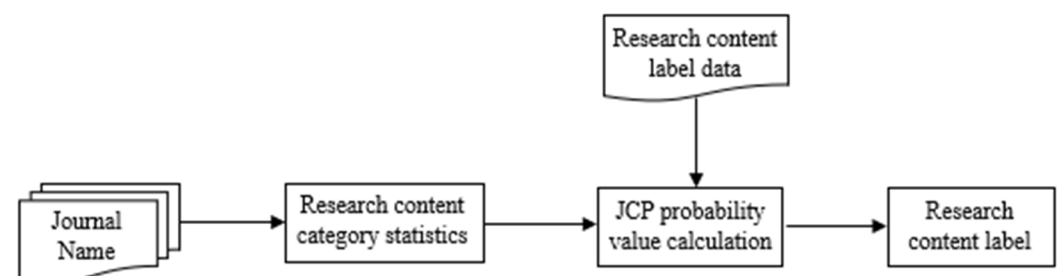 Research content
label data
Journal
Name
Research content
category statistics
JCP probability
value calculation
Research
content label